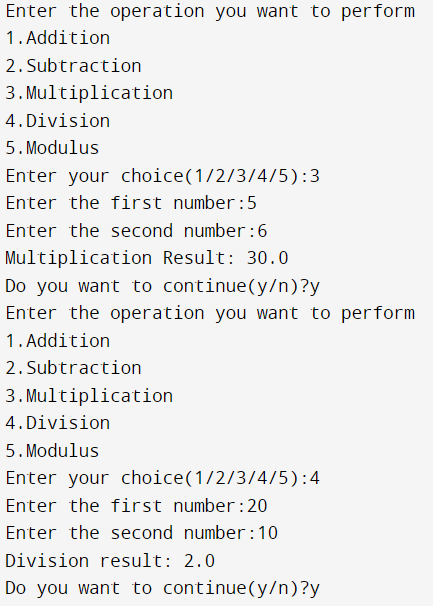 Enter the operation you want to perform
1.Addition
2.Subtraction
3.Multiplication
4.Division
5.Modulus
Enter your choice(1/2/3/4/5):3
Enter the first number:5
Enter the second number:6
Multiplication Result: 30.0
Do you want to continue(y/n)?y
Enter the operation you want to perform
1.Addition
2.Subtraction
3.Multiplication
4.Division
5.Modulus
Enter your choice(1/2/3/4/5):4
Enter the first number:20
Enter the second number:10
Division result: 2.0
Do you want to continue(y/n)?y